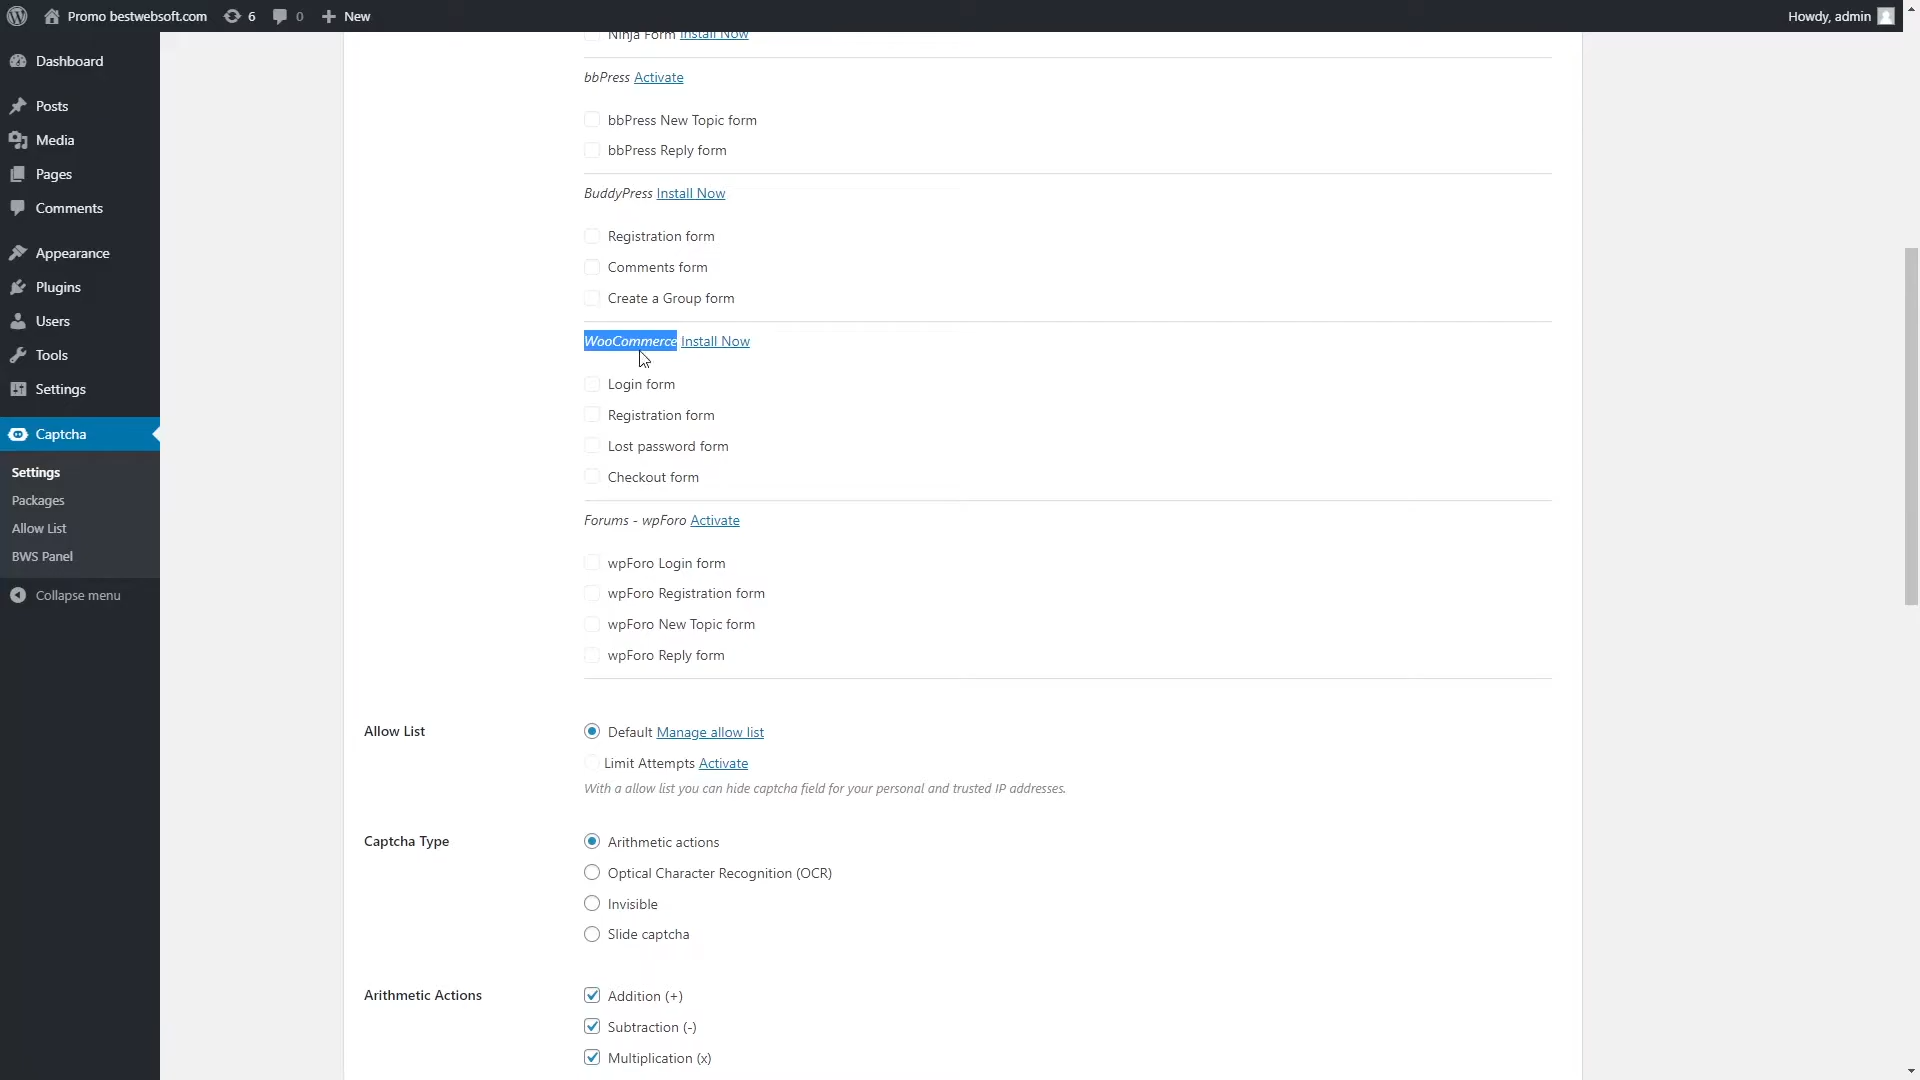 Promo bestwebsoft.com 6 0 New Howdy, admin
Dashboard
Posts
Media
Pages
Comments
Appearance
Plugins
Users
Tools
Settings
Captcha
Settings
Packages
Allow List
BWS Panel
Collapse menu
Ninja Form Install Now
bbPress Activate
bbPress New Topic form
bbPress Reply form
BuddyPress Install Now
Registration form
Comments form
Create a Group form
WooCommerce Install Now
Login form
Registration form
Lost password form
Checkout form
Forums - wpForo Activate
wpForo Login form
wpForo Registration form
wpForo New Topic form
wpForo Reply form
Allow List
Default Manage allow list
Limit Attempts Activate
With a allow list you can hide captcha field for your personal and trusted IP addresses.
Captcha Type
Arithmetic actions
Optical Character Recognition (OCR)
Invisible
Slide captcha
Arithmetic Actions
Addition (+)
Subtraction (-)
Multiplication (x)